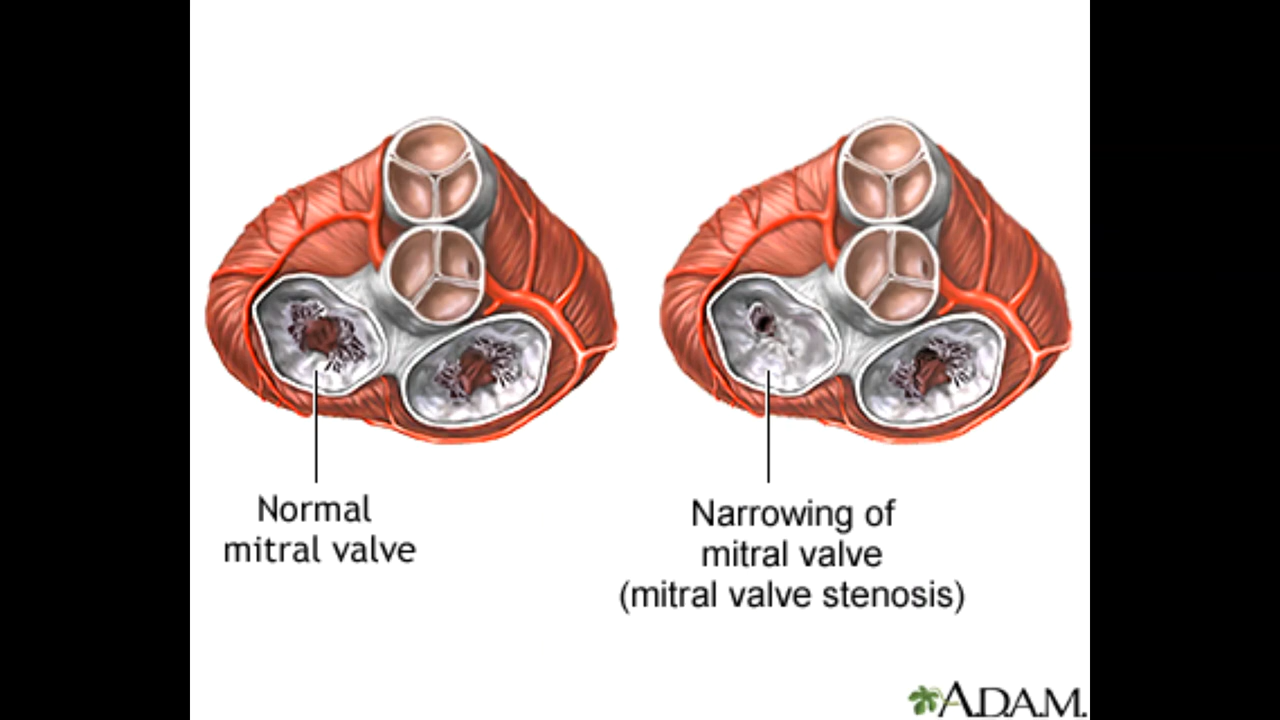 Normal
mitral valve
Narrowing of
mitral valve
(mitral valve stenosis)
A.D.A.M.